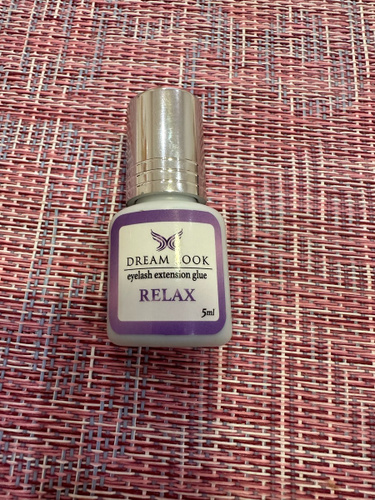 DREAM LOOK
eyelash extension glue
RELAX
5ml